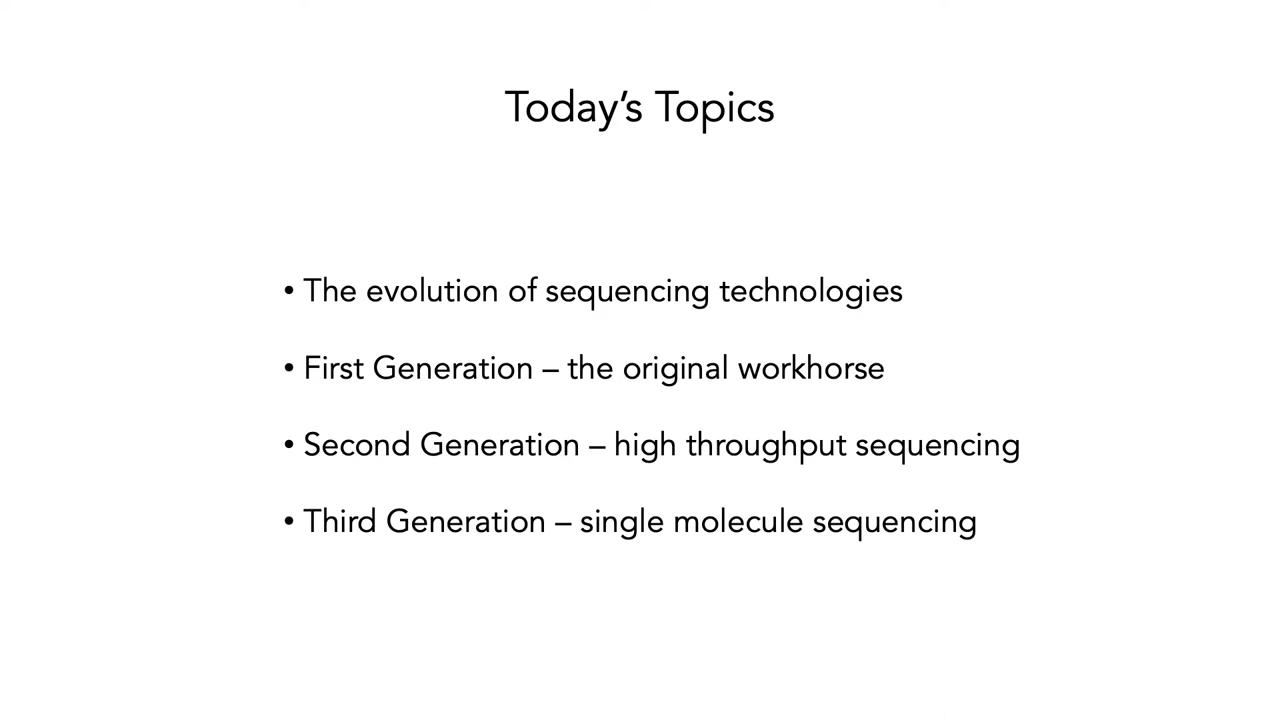 Today’s Topics
• The evolution of sequencing technologies
• First Generation – the original workhorse
• Second Generation – high throughput sequencing
• Third Generation – single molecule sequencing